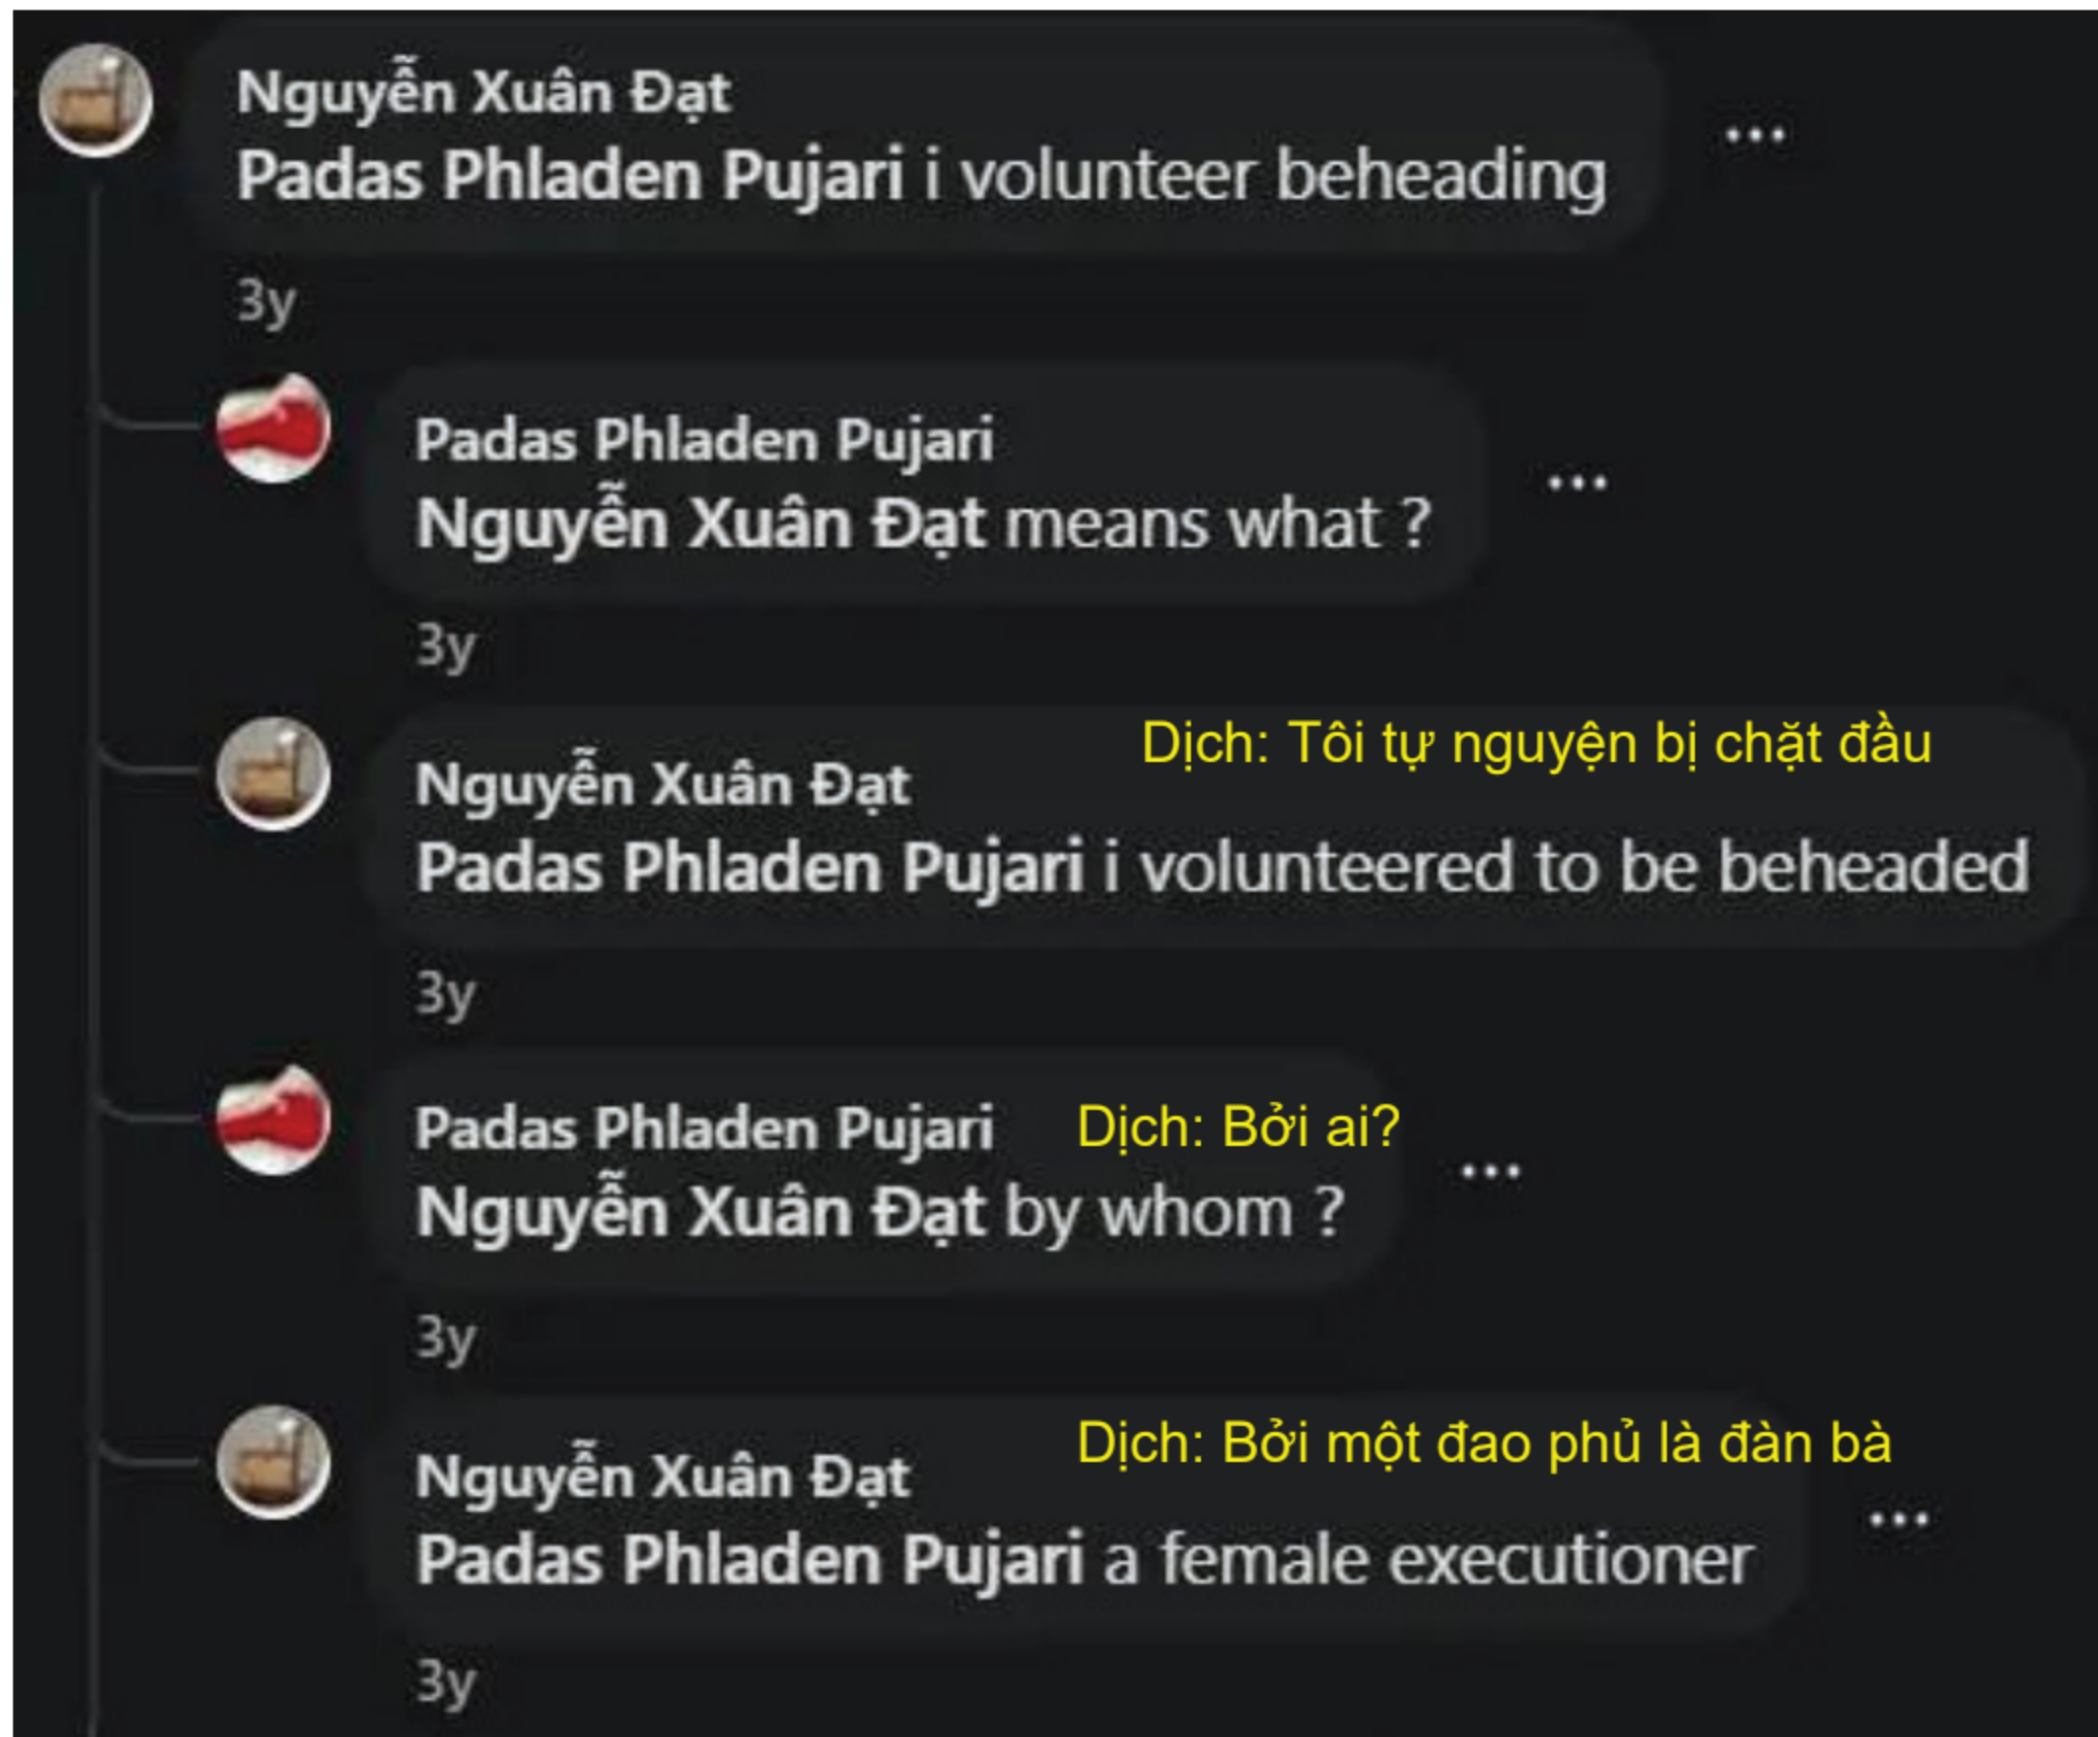 Nguyễn Xuân Đạt
Padas Phladen Pujari i volunteer beheading
3y
Padas Phladen Pujari
Nguyễn Xuân Đạt means what ?
3y
Dịch: Tôi tự nguyện bị chặt đầu
Nguyễn Xuân Đạt
Padas Phladen Pujari i volunteered to be beheaded
3y
Padas Phladen Pujari Dịch: Bởi ai?
Nguyễn Xuân Đạt by whom ?
3y
Dịch: Bởi một đao phủ là đàn bà
Nguyễn Xuân Đạt
Padas Phladen Pujari a female executioner
3y